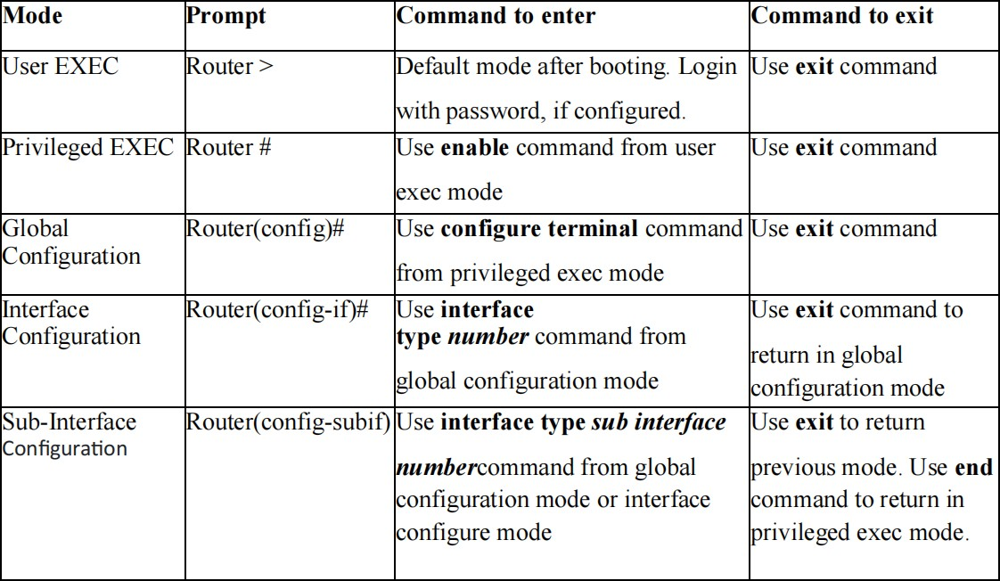 Mode Prompt Command to enter Command to exit
User EXEC Router > Default mode after booting. Login Use exit command
with password, if configured.
Privileged EXEC Router # Use enable command from user Use exit command
exec mode
Global Router(config)# Use configure terminal command Use exit command
Configuration
from privileged exec mode
Interface Router(config-if)# Use interface Use exit command to
Configuration type number command from
return in global
global configuration mode
configuration mode
Sub-Interface Router(config-subif) Use interface type sub interface Use exit to return
Configuration
numbercommand from global previous mode. Use end
configuration mode or interface command to return in
configure mode privileged exec mode.